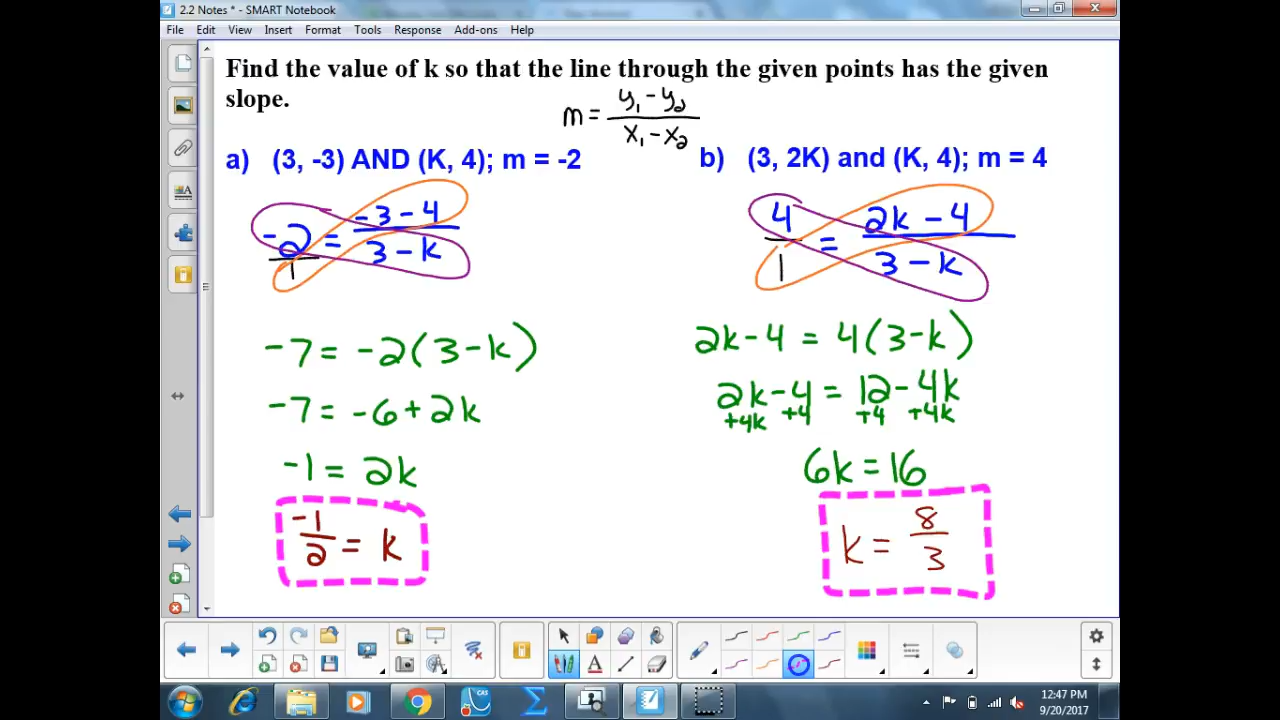 2.2 Notes * - SMART Notebook
File Edit View Insert Format Tools Response Add-ons Help
Find the value of k so that the line through the given points has the given
slope.
m = y₁ - y₂ / x₁ - x₂
a) (3, -3) AND (K, 4); m = -2
b) (3, 2K) and (K, 4); m = 4
-2/1 = -3 - 4 / 3 - k
4/1 = 2k - 4 / 3 - k
-7 = -2(3-k)
2k-4 = 4(3-k)
-7 = -6+2k
2k-4 = 12-4k
+4k +4 +4 +4k
-1 = 2k
6k = 16
-1/2 = k
k = 8/3
A
CAS
12:47 PM
9/20/2017